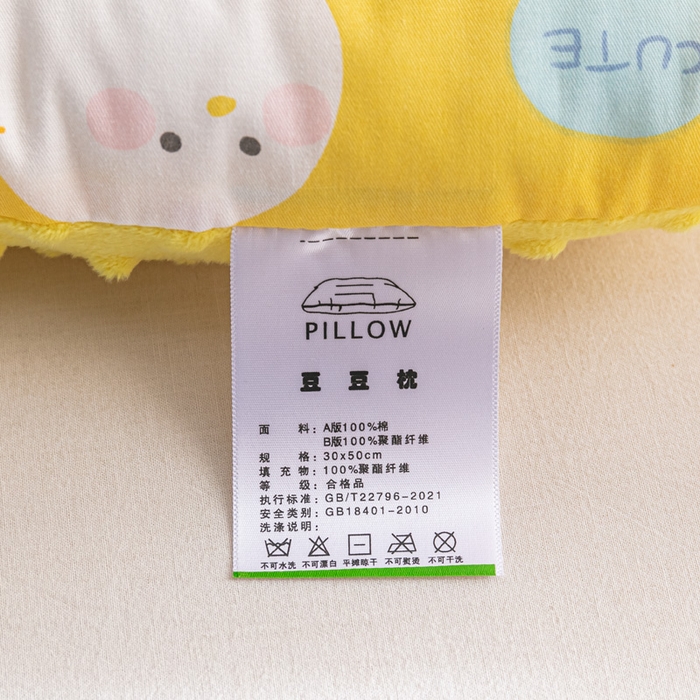 CUTE
PILLOW
豆豆枕
面 料：A版100%棉
B版100%聚酯纤维
规 格：30x50cm
填 充 物：100%聚酯纤维
等 级：合格品
执行标准：GB/T22796-2021
安全类别：GB18401-2010
洗涤说明：
不可水洗 不可漂白 平摊晾干 不可熨烫 不可干洗